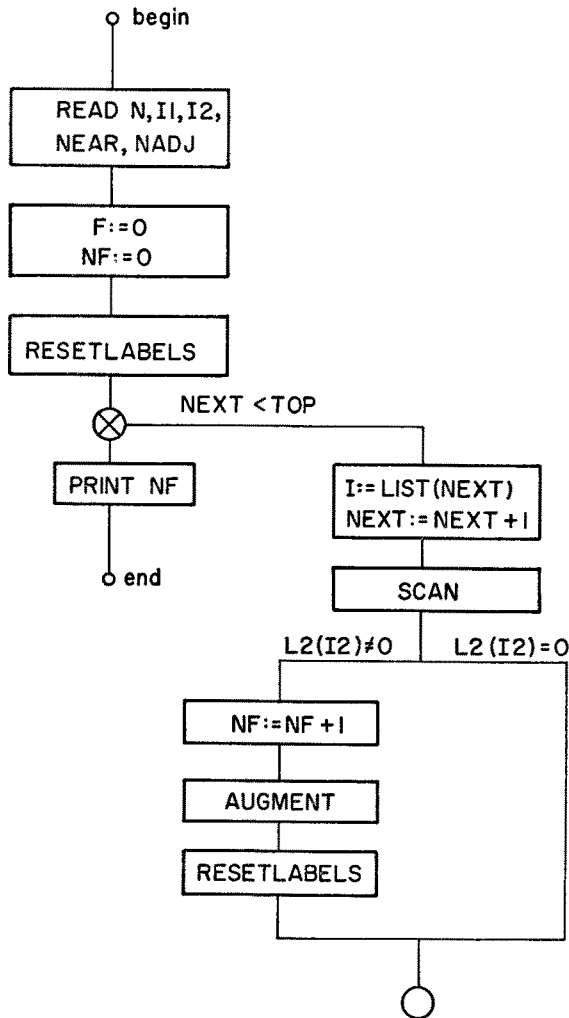 begin
READ N,I1,I2,
NEAR, NADJ
F:=0
NF:=0
RESETLABELS
NEXT < TOP
PRINT NF
end
I:= LIST(NEXT)
NEXT:= NEXT +1
SCAN
L2(I2)≠0 L2(I2)=0
NF:=NF +1
AUGMENT
RESETLABELS